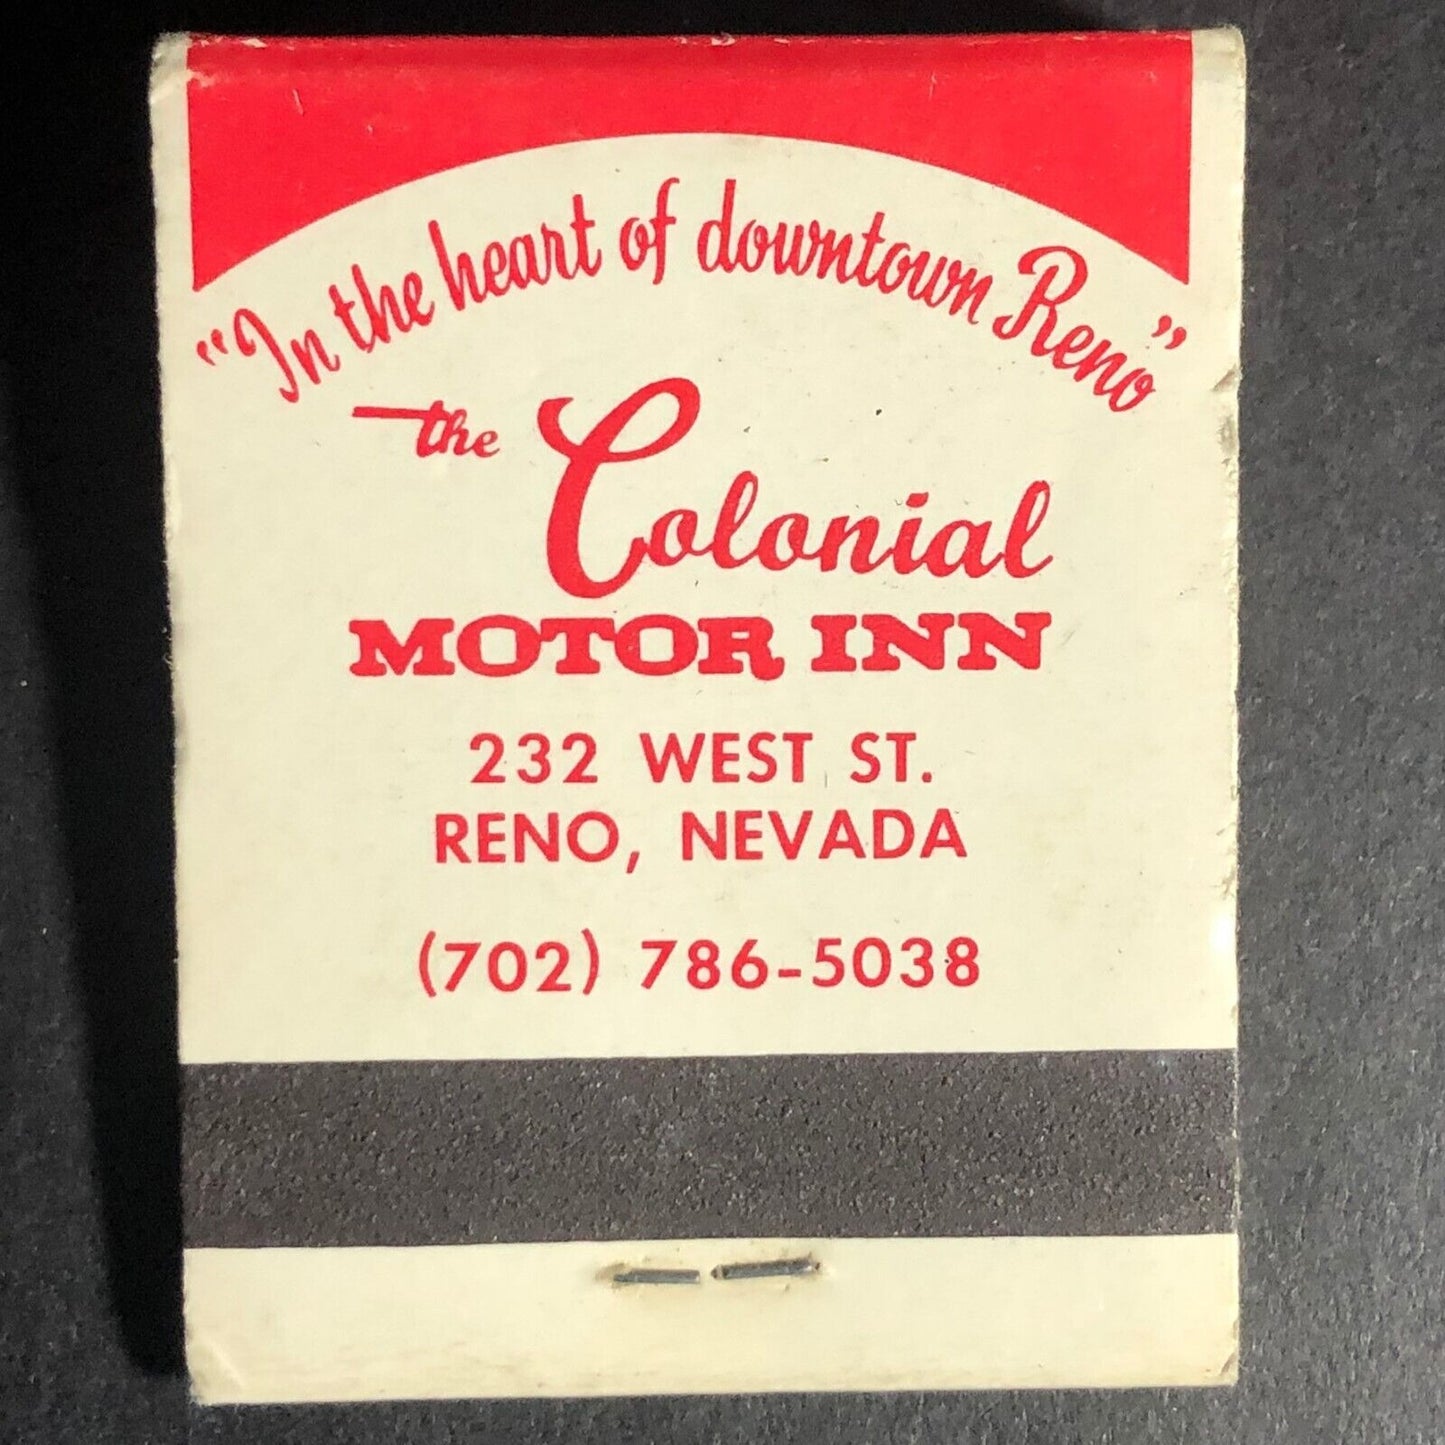 "In the heart of downtown Reno"
the Colonial
MOTOR INN
232 WEST ST.
RENO, NEVADA
(702) 786-5038